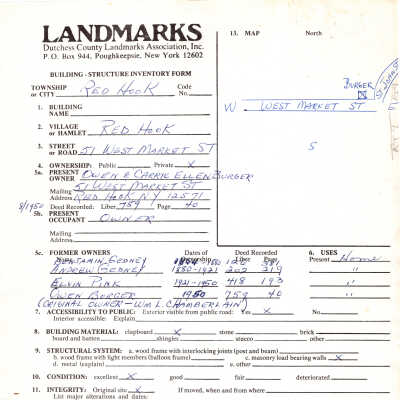 LANDMARKS
Dutchess County Landmarks Association, Inc.
P.O. Box 944, Poughkeepsie, New York 12602
BUILDING - STRUCTURE INVENTORY FORM
TOWNSHIP or CITY RED HOOK Code No.
1. BUILDING NAME
2. VILLAGE or HAMLET RED HOOK
3. STREET or ROAD 51 WEST MARKET ST
4. OWNERSHIP: Public Private X
5a. PRESENT OWNER OWEN & CARRIE ELLEN BURGER
Mailing Address 51 WEST MARKET ST
RED HOOK NY 12571
8/1950 Deed Recorded: Liber 759 Page 40
5b. PRESENT OCCUPANT OWNER
Mailing Address
13. MAP North
BURGER
ST JOHN ST
W WEST MARKET ST
S
5c. FORMER OWNERS Dates of Ownership Deed Recorded Liber Page
BENJAMIN GEDNEY
ANDREW GEDNEY 1880-1921 202 219
ELVIN PINK 1921-1950 418 193
OWEN BURGER 1950 759 40
(ORIGINAL OWNER - WM L. CHAMBERLAIN)
6. USES
Present Home
"
"
7. ACCESSIBILITY TO PUBLIC: Exterior visible from public road: Yes X No
Interior accessible: Explain
8. BUILDING MATERIAL: clapboard X stone brick
board and batten shingles stucco other
9. STRUCTURAL SYSTEM: a. wood frame with interlocking joints (post and beam)
b. wood frame with light members (balloon frame) c. masonry load bearing walls X
d. metal (explain) e. other
10. CONDITION: excellent X good fair deteriorated
11. INTEGRITY: Original site X If moved, when and from where?
List major alterations and dates: